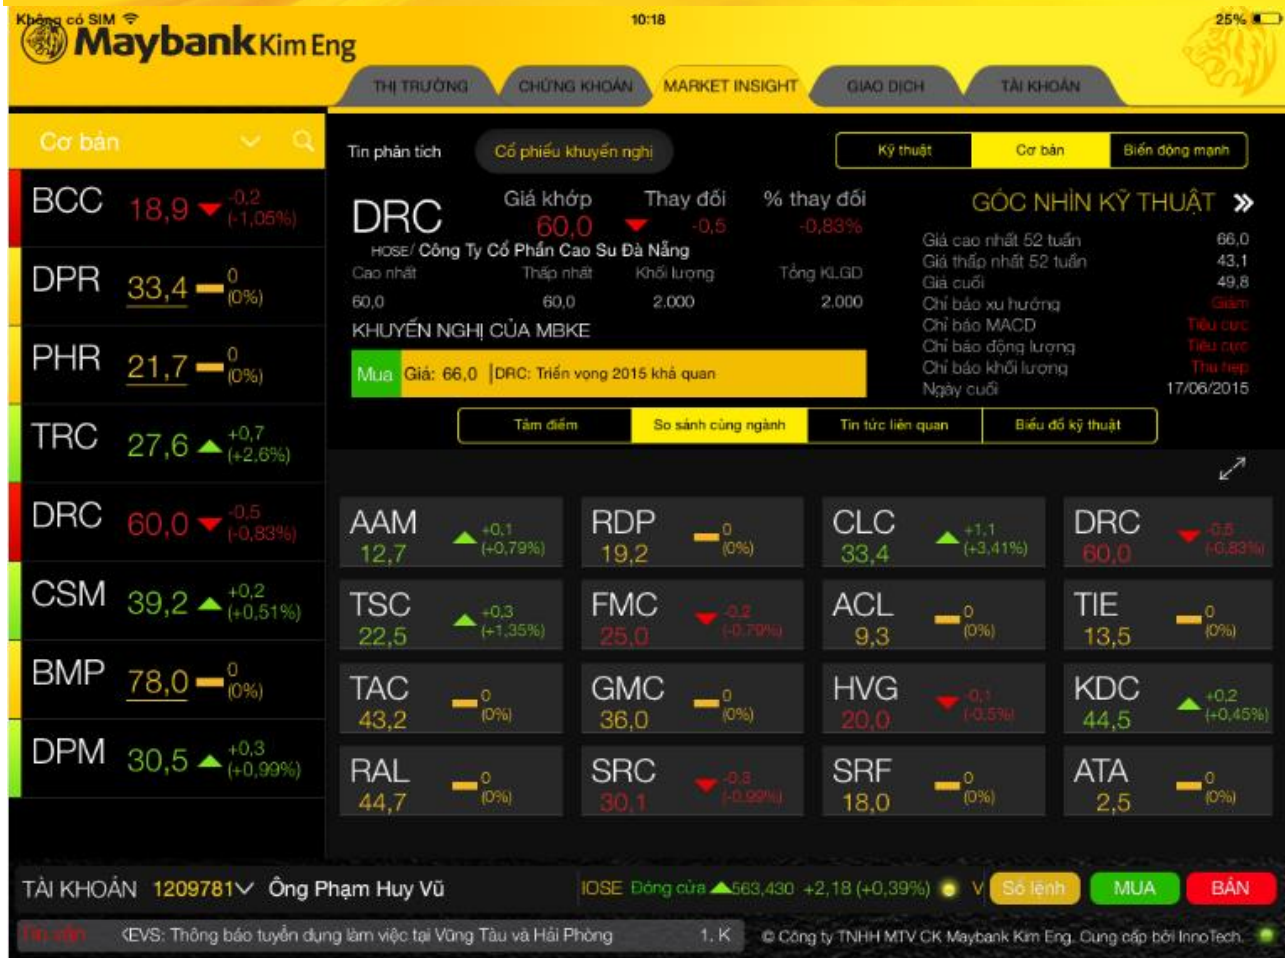 Không có SIM 10:18 25%
Maybank Kim Eng
THỊ TRƯỜNG CHỨNG KHOÁN MARKET INSIGHT GIAO DỊCH TÀI KHOẢN
Cơ bản
BCC 18,9 -0,2 (-1,05%)
DPR 33,4 0 (0%)
PHR 21,7 0 (0%)
TRC 27,6 +0,7 (+2,6%)
DRC 60,0 -0,5 (-0,83%)
CSM 39,2 +0,2 (+0,51%)
BMP 78,0 0 (0%)
DPM 30,5 +0,3 (+0,99%)
Tin phân tích Cổ phiếu khuyến nghị Kỹ thuật Cơ bản Biến động mạnh
DRC Giá khớp Thay đổi % thay đổi
60,0 -0,5 -0,83%
HOSE/ Công Ty Cổ Phần Cao Su Đà Nẵng
Cao nhất Thấp nhất Khối lượng Tổng KLGD
60,0 60,0 2.000 2.000
KHUYẾN NGHỊ CỦA MBKE
Mua Giá: 66,0 |DRC: Triển vọng 2015 khả quan
GÓC NHÌN KỸ THUẬT »
Giá cao nhất 52 tuần 66,0
Giá thấp nhất 52 tuần 43,1
Giá cuối 49,8
Chỉ báo xu hướng Giảm
Chỉ báo MACD Tiêu cực
Chỉ báo động lượng Tiêu cực
Chỉ báo khối lượng Thu hẹp
Ngày cuối 17/06/2015
Tâm điểm So sánh cùng ngành Tin tức liên quan Biểu đồ kỹ thuật
AAM 12,7 +0,1 (+0,79%)
RDP 19,2 0 (0%)
CLC 33,4 +1,1 (+3,41%)
DRC 60,0 -0,5 (-0,83%)
TSC 22,5 +0,3 (+1,35%)
FMC 25,0 -0,2 (-0,79%)
ACL 9,3 0 (0%)
TIE 13,5 0 (0%)
TAC 43,2 0 (0%)
GMC 36,0 0 (0%)
HVG 20,0 -0,1 (-0,5%)
KDC 44,5 +0,2 (+0,45%)
RAL 44,7 0 (0%)
SRC 30,1 -0,3 (-0,99%)
SRF 18,0 0 (0%)
ATA 2,5 0 (0%)
TÀI KHOẢN 1209781 Ông Phạm Huy Vũ IOSE Đóng cửa 563,430 +2,18 (+0,39%) V Sổ lệnh MUA BÁN
Tin vắn KEVS: Thông báo tuyển dụng làm việc tại Vũng Tàu và Hải Phòng 1. K © Công ty TNHH MTV CK Maybank Kim Eng. Cung cấp bởi InnoTech.